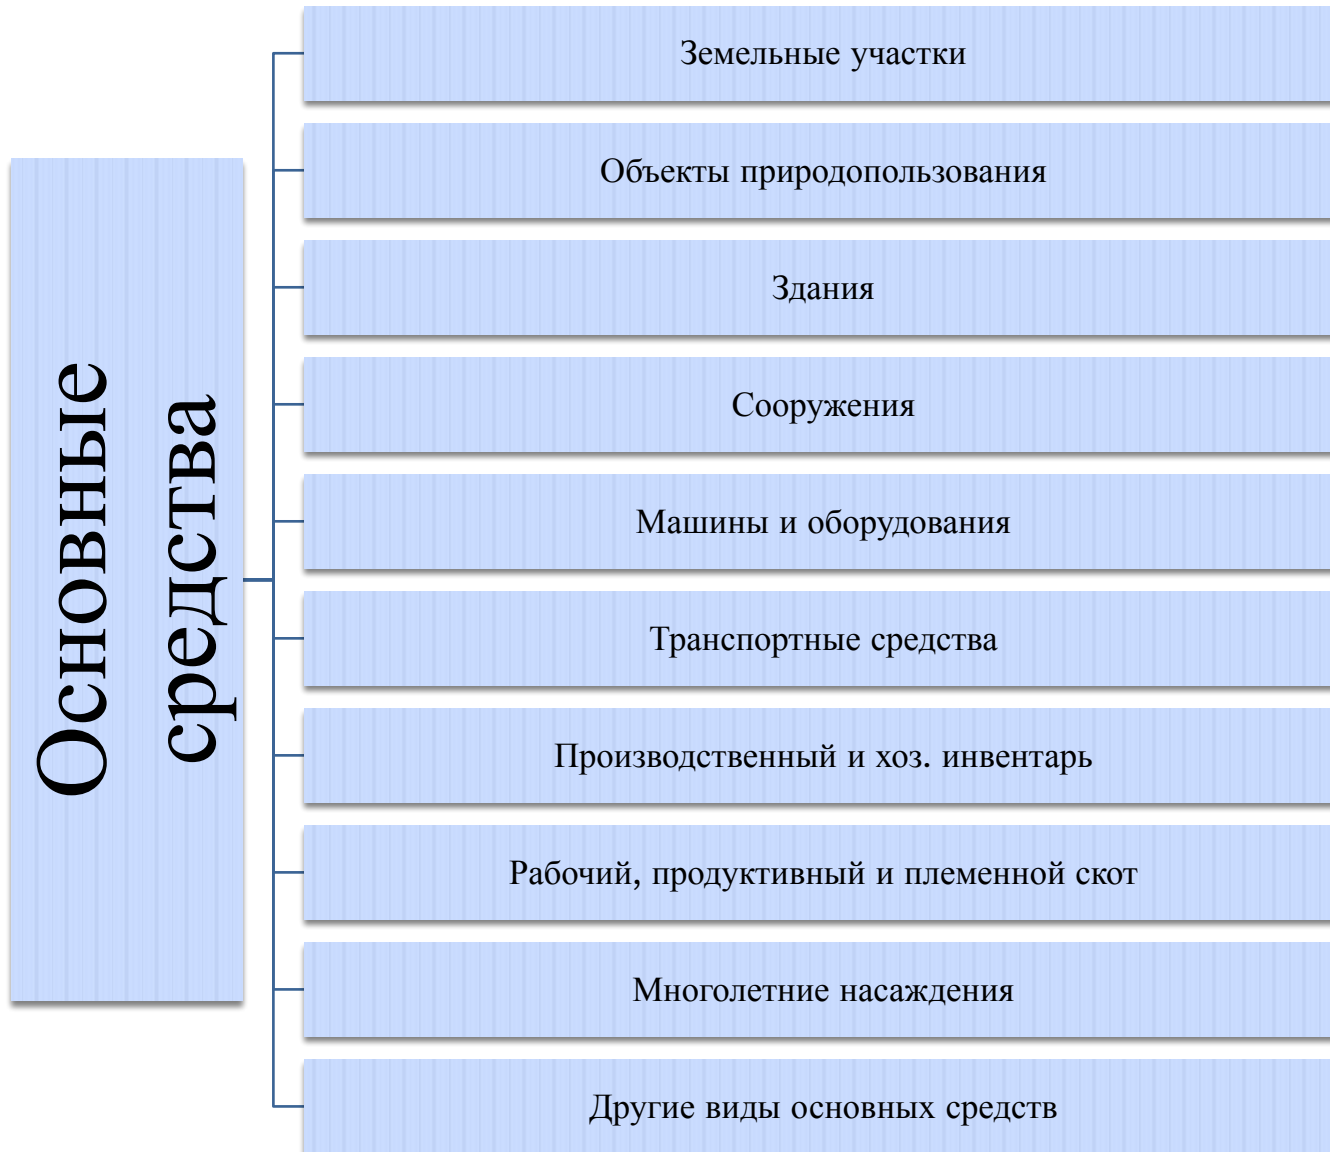 Основные
средства
Земельные участки
Объекты природопользования
Здания
Сооружения
Машины и оборудования
Транспортные средства
Производственный и хоз. инвентарь
Рабочий, продуктивный и племенной скот
Многолетние насаждения
Другие виды основных средств